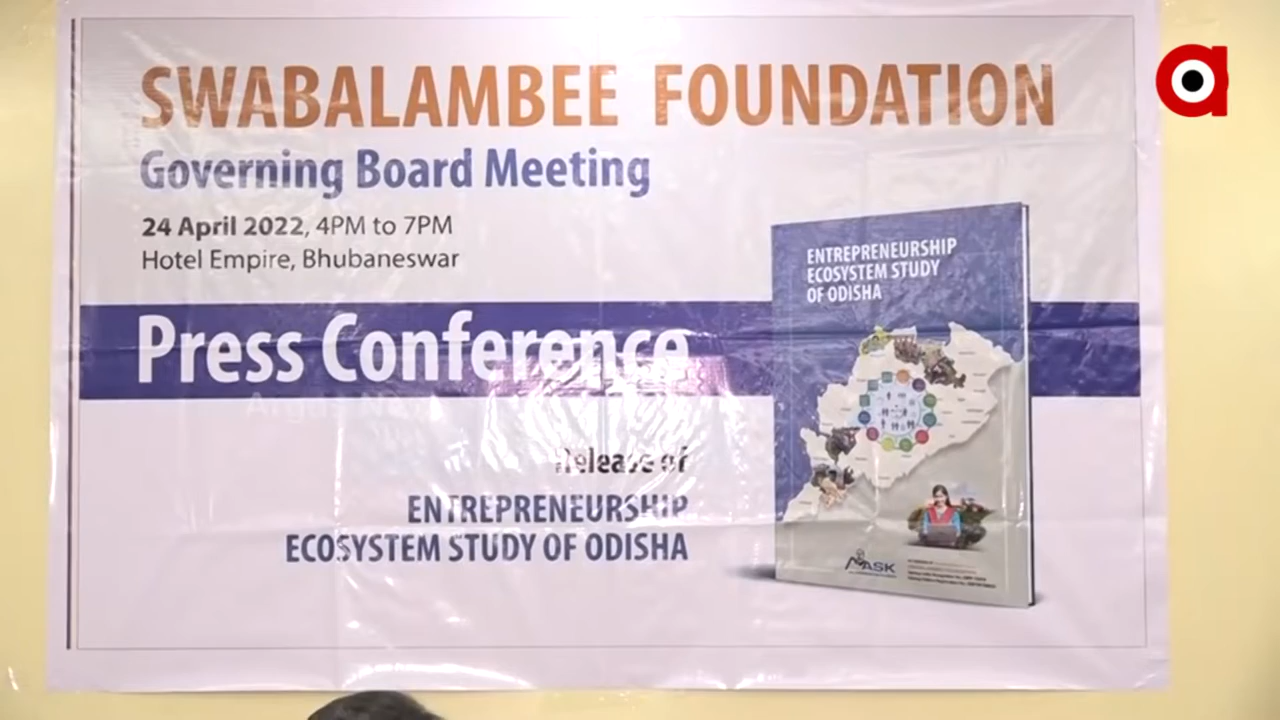 SWABALAMBEE FOUNDATION
Governing Board Meeting
24 April 2022, 4PM to 7PM
Hotel Empire, Bhubaneswar
Press Conference
Release of
ENTREPRENEURSHIP
ECOSYSTEM STUDY OF ODISHA
ENTREPRENEURSHIP
ECOSYSTEM STUDY
OF ODISHA
ASK
a